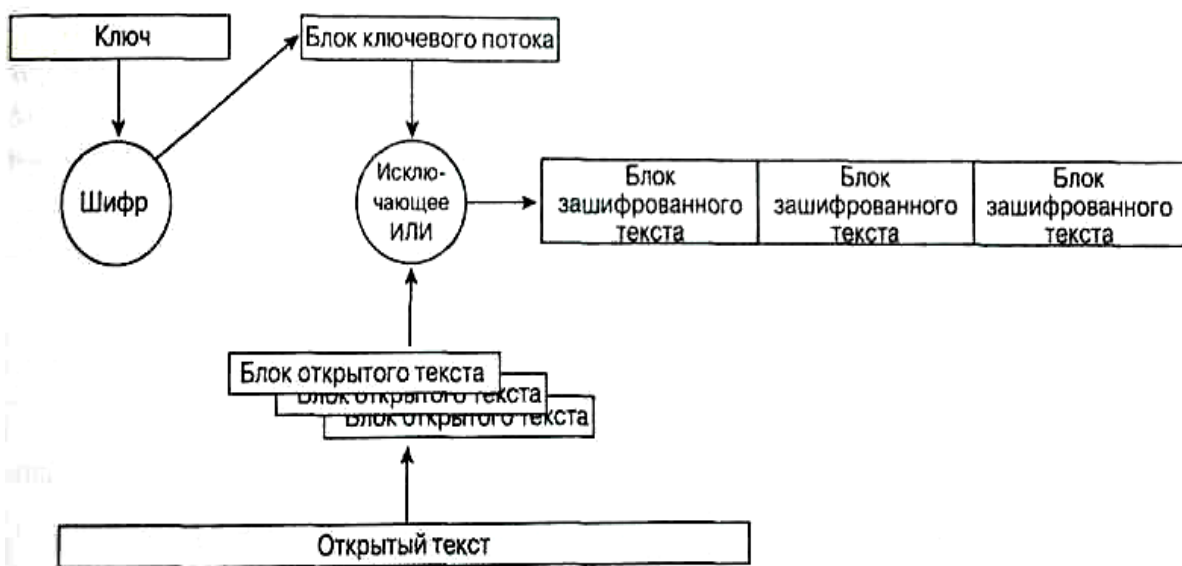 Ключ
Блок ключевого потока
Шифр
Исклю-
чающее
ИЛИ
Блок
зашифрованного
текста
Блок
зашифрованного
текста
Блок
зашифрованного
текста
Блок открытого текста
Блок открытого текста
Блок открытого текста
Открытый текст